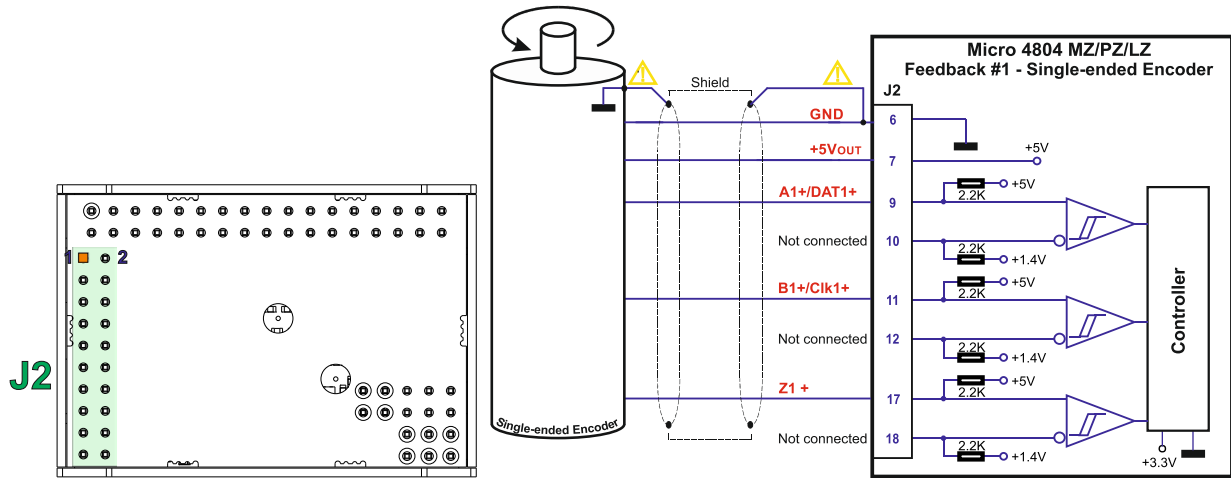 Micro 4804 MZ/PZ/LZ
Feedback #1 - Single-ended Encoder
J2
Shield
GND
6
+5VOUT
7
+5V
A1+/DAT1+
9
+5V
2.2K
Not connected
10
2.2K
+1.4V
B1+/Clk1+
11
+5V
2.2K
Not connected
12
2.2K
+1.4V
Z1 +
17
+5V
2.2K
Not connected
18
2.2K
+1.4V
Controller
+3.3V
Single-ended Encoder
1
2
J2